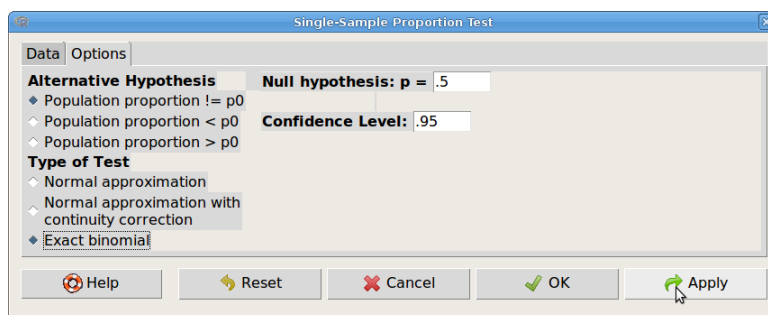 Single-Sample Proportion Test
Data Options
Alternative Hypothesis
Population proportion != p0
Population proportion < p0
Population proportion > p0
Type of Test
Normal approximation
Normal approximation with
continuity correction
Exact binomial
Null hypothesis: p = .5
Confidence Level: .95
Help Reset Cancel OK Apply